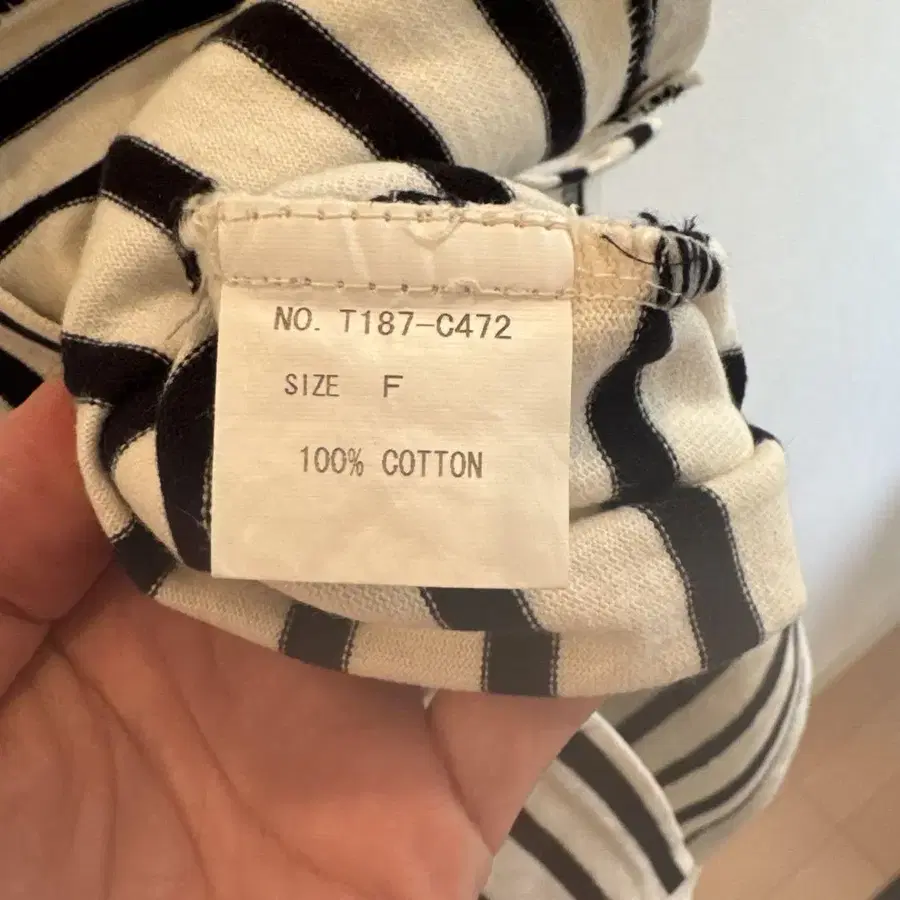 NO. T187-C472
SIZE F
100% COTTON